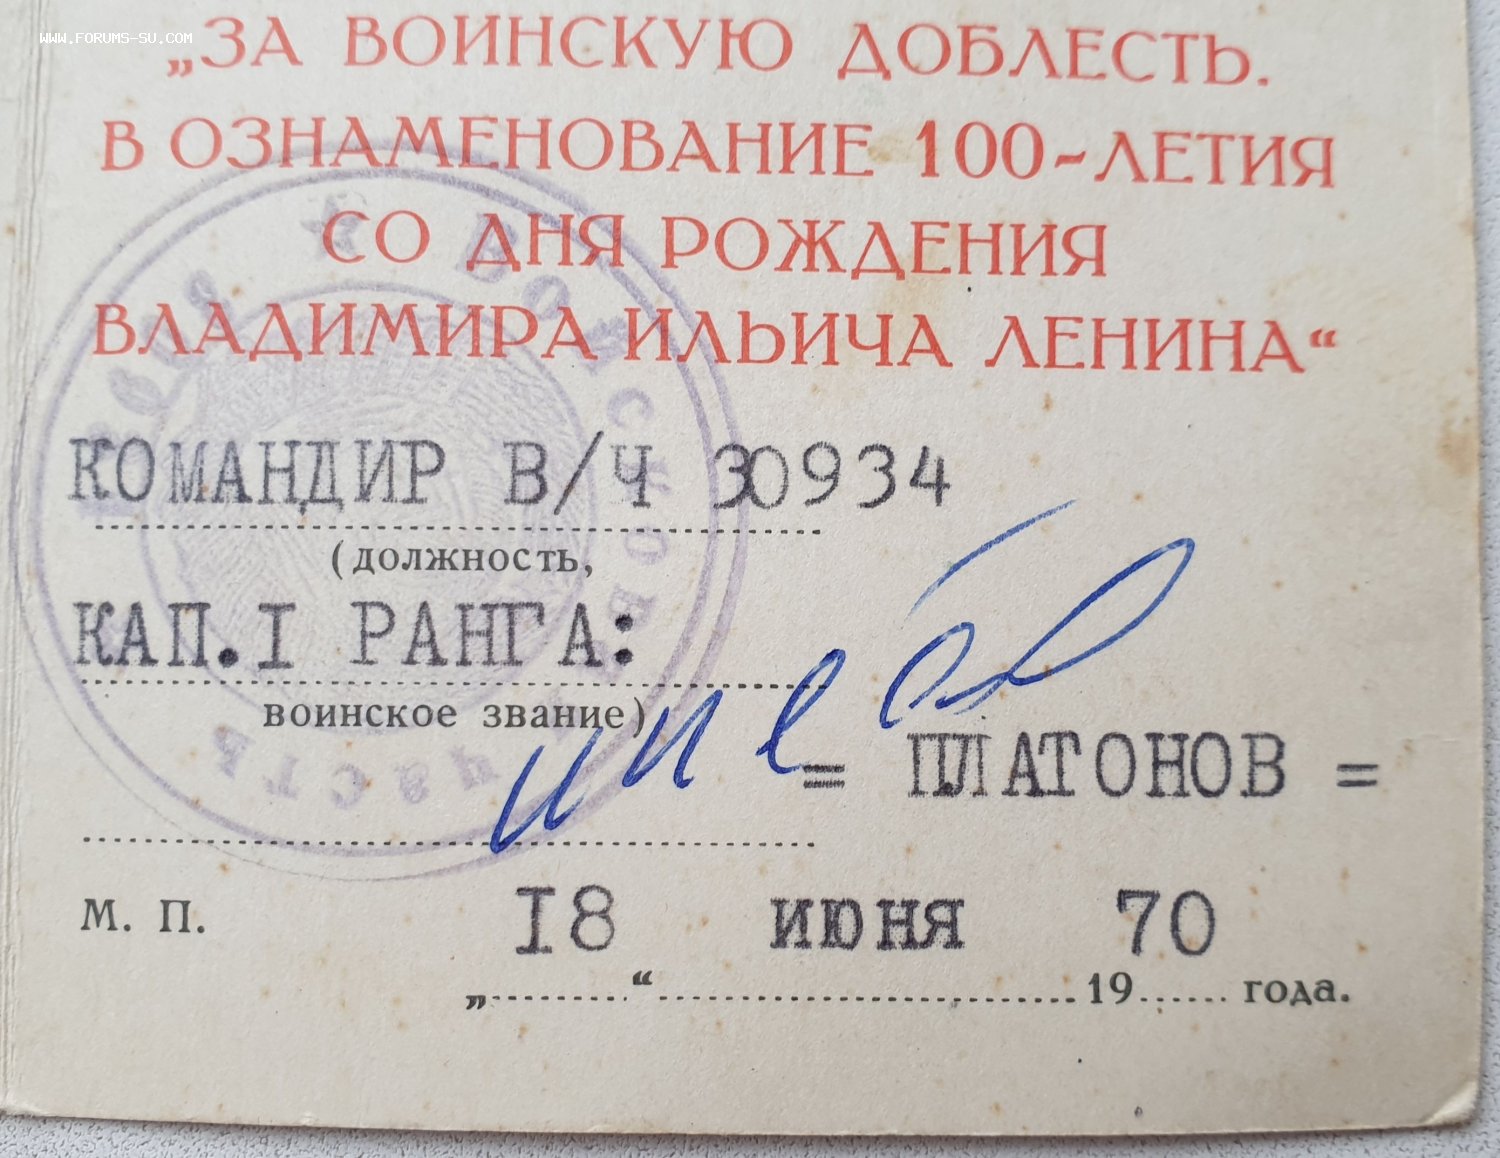 WWW.FORUMS-SU.COM
„ЗА ВОИНСКУЮ ДОБЛЕСТЬ.
В ОЗНАМЕНОВАНИЕ 100-ЛЕТИЯ
СО ДНЯ РОЖДЕНИЯ
ВЛАДИМИРА ИЛЬИЧА ЛЕНИНА“
КОМАНДИР В/Ч 30934
(должность,
КАП.I РАНГА:
воинское звание)
= ПЛАТОНОВ =
М. П.
I8 ИЮНЯ 70
„........“........................19...... года.